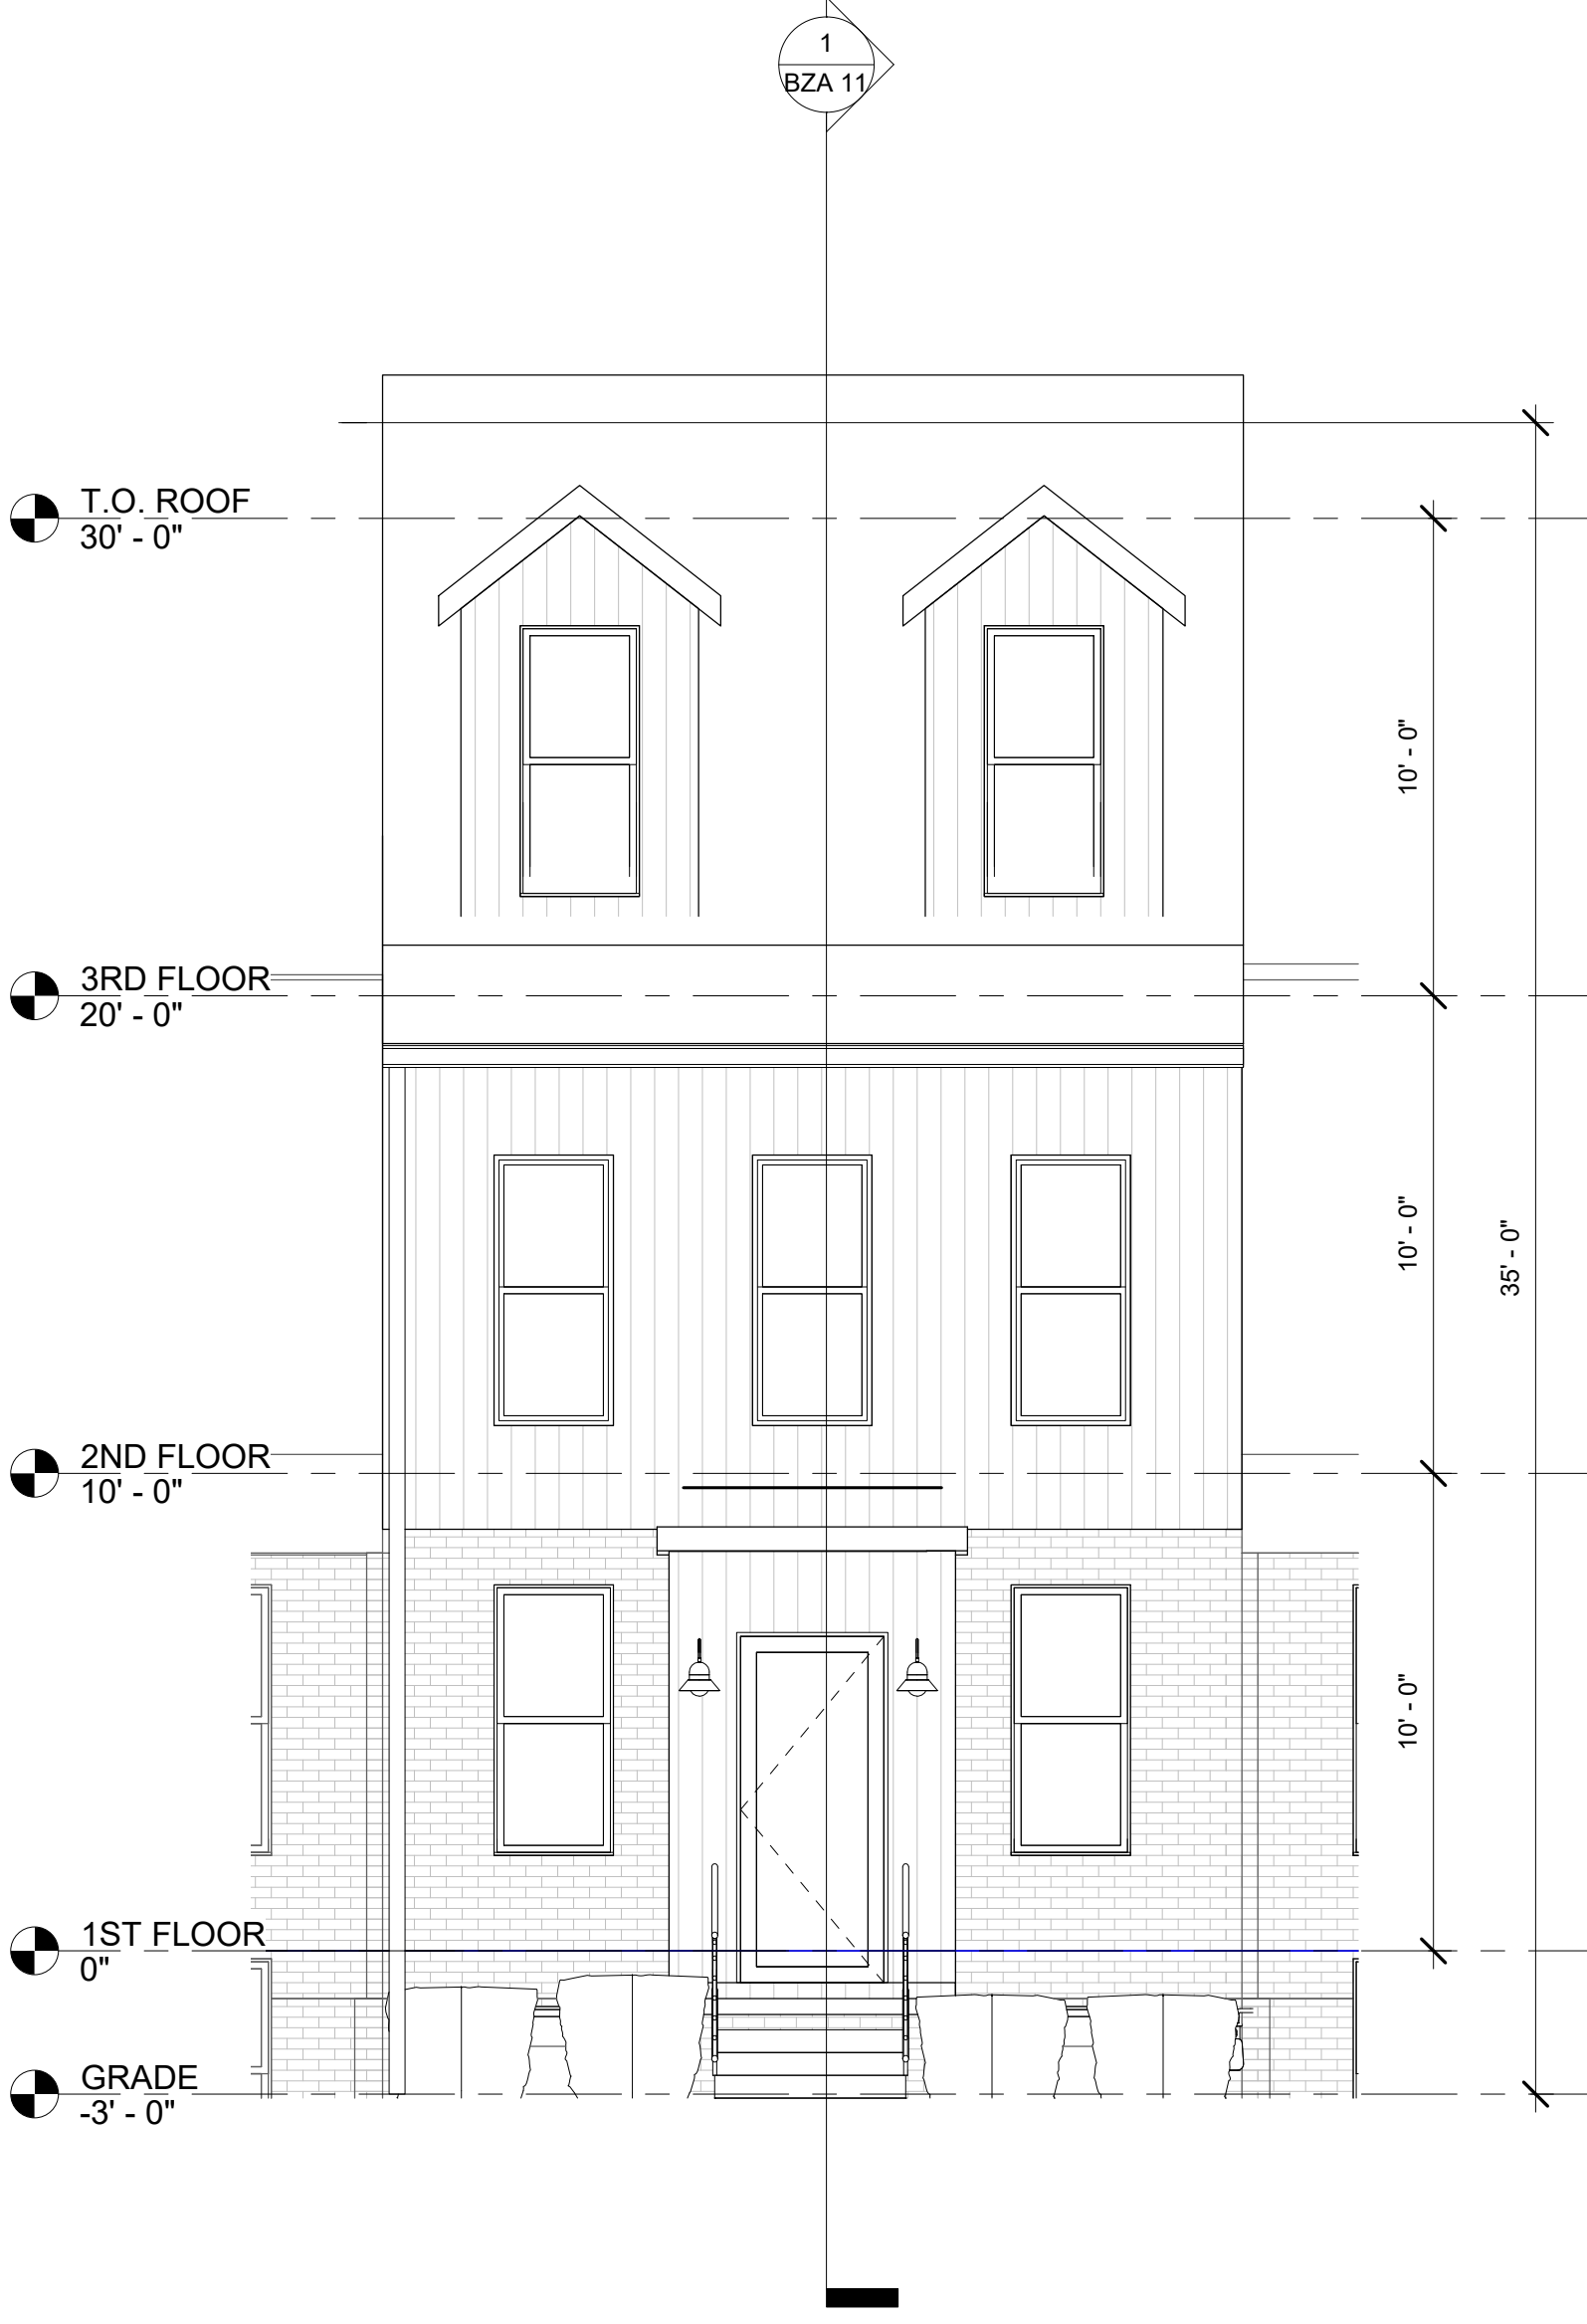 1
BZA 11
T.O. ROOF
30' - 0"
10' - 0"
3RD FLOOR
20' - 0"
10' - 0"
35' - 0"
2ND FLOOR
10' - 0"
10' - 0"
1ST FLOOR
0"
GRADE
-3' - 0"